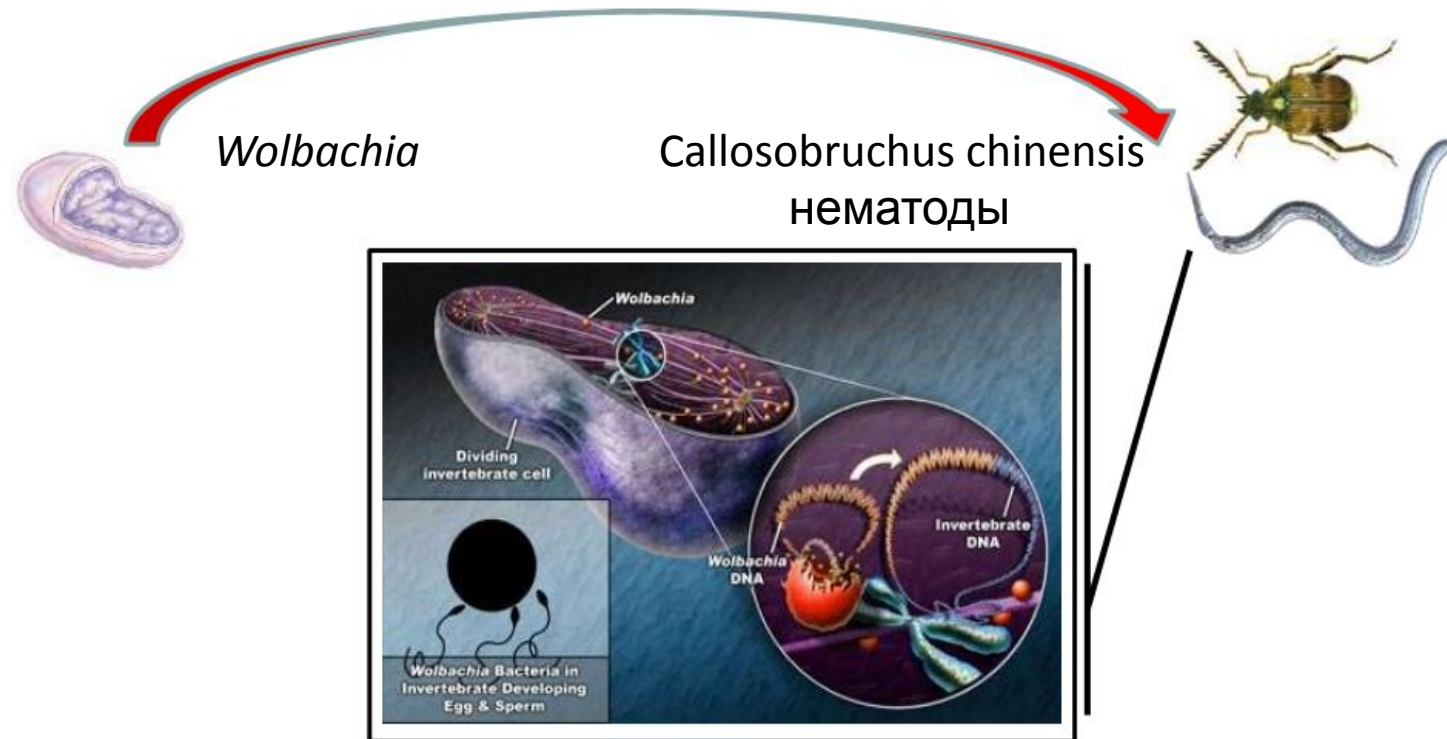 Wolbachia
Callosobruchus chinensis
нематоды
Wolbachia
Dividing
invertebrate cell
Invertebrate
DNA
Wolbachia
DNA
Wolbachia Bacteria in
Invertebrate Developing
Egg & Sperm